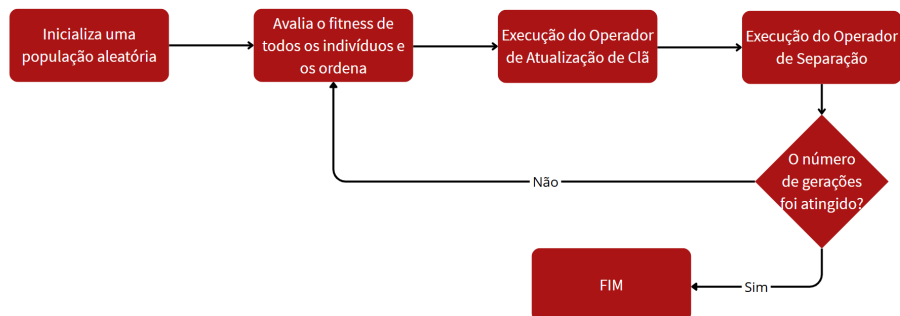 Inicializa uma
população aleatória
Avalia o fitness de
todos os indivíduos e
os ordena
Execução do Operador
de Atualização de Clã
Execução do Operador
de Separação
O número
de gerações
foi atingido?
Não
Sim
FIM